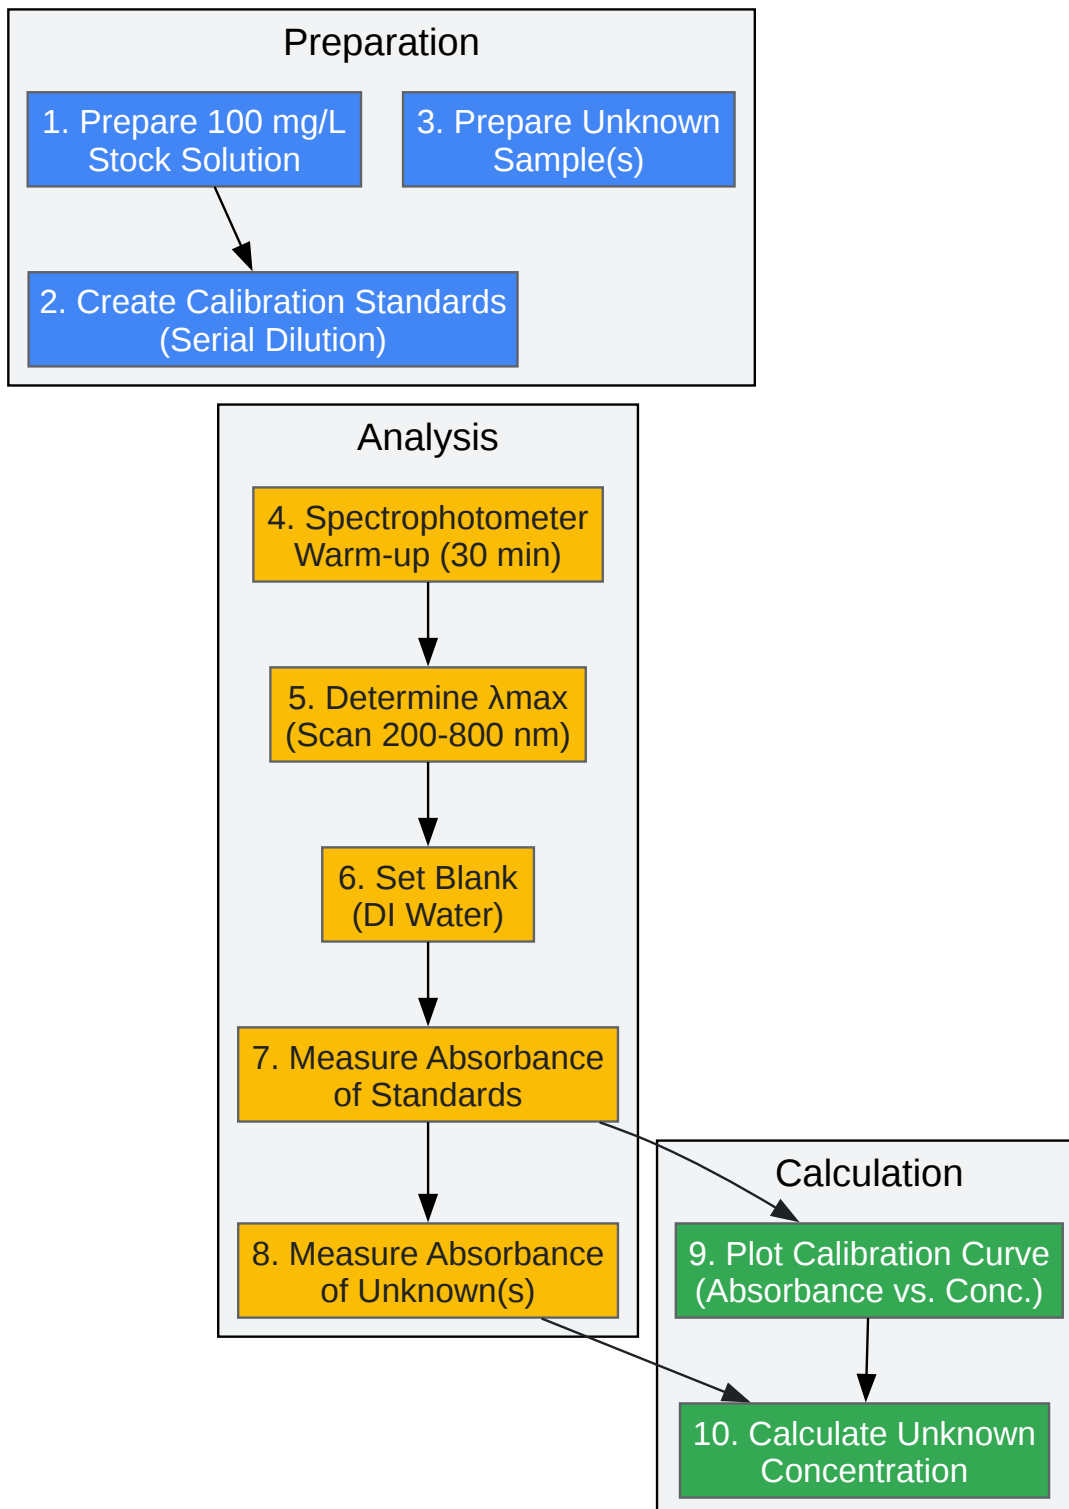 Preparation
1. Prepare 100 mg/L
Stock Solution
3. Prepare Unknown
Sample(s)
2. Create Calibration Standards
(Serial Dilution)
Analysis
4. Spectrophotometer
Warm-up (30 min)
5. Determine λmax
(Scan 200-800 nm)
6. Set Blank
(DI Water)
7. Measure Absorbance
of Standards
8. Measure Absorbance
of Unknown(s)
Calculation
9. Plot Calibration Curve
(Absorbance vs. Conc.)
10. Calculate Unknown
Concentration